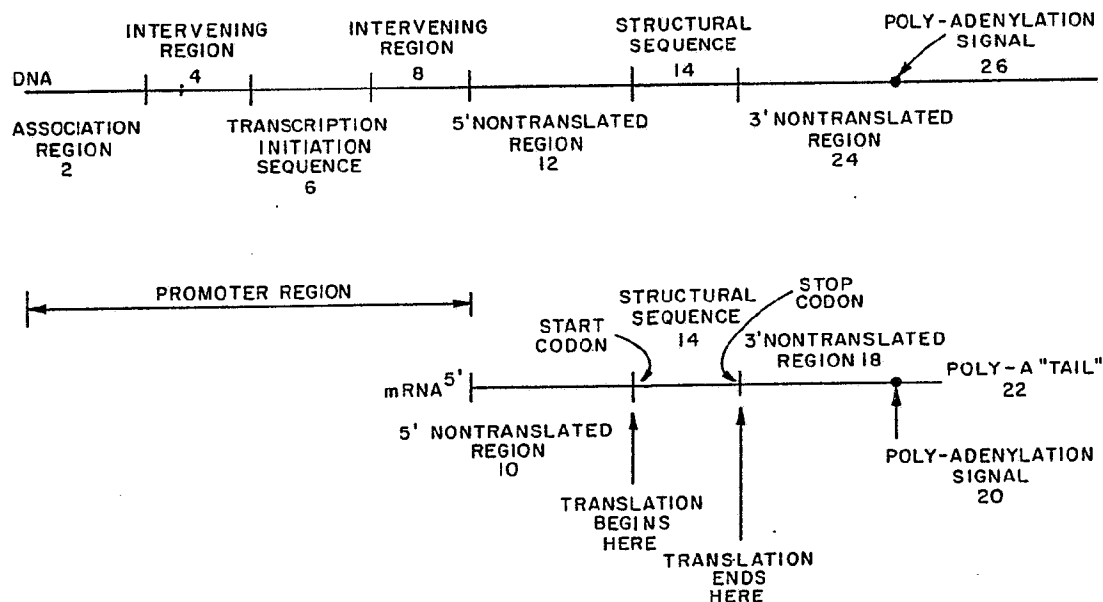 INTERVENING
REGION
4
INTERVENING
REGION
8
STRUCTURAL
SEQUENCE
14
POLY-ADENYLATION
SIGNAL
26
DNA
ASSOCIATION
REGION
2
TRANSCRIPTION
INITIATION
SEQUENCE
6
5' NONTRANSLATED
REGION
12
3' NONTRANSLATED
REGION
24
PROMOTER REGION
START
CODON
STRUCTURAL
SEQUENCE
14
STOP
CODON
3' NONTRANSLATED
REGION 18
mRNA 5'
POLY-A "TAIL"
22
5' NONTRANSLATED
REGION
10
POLY-ADENYLATION
SIGNAL
20
TRANSLATION
BEGINS
HERE
TRANSLATION
ENDS
HERE